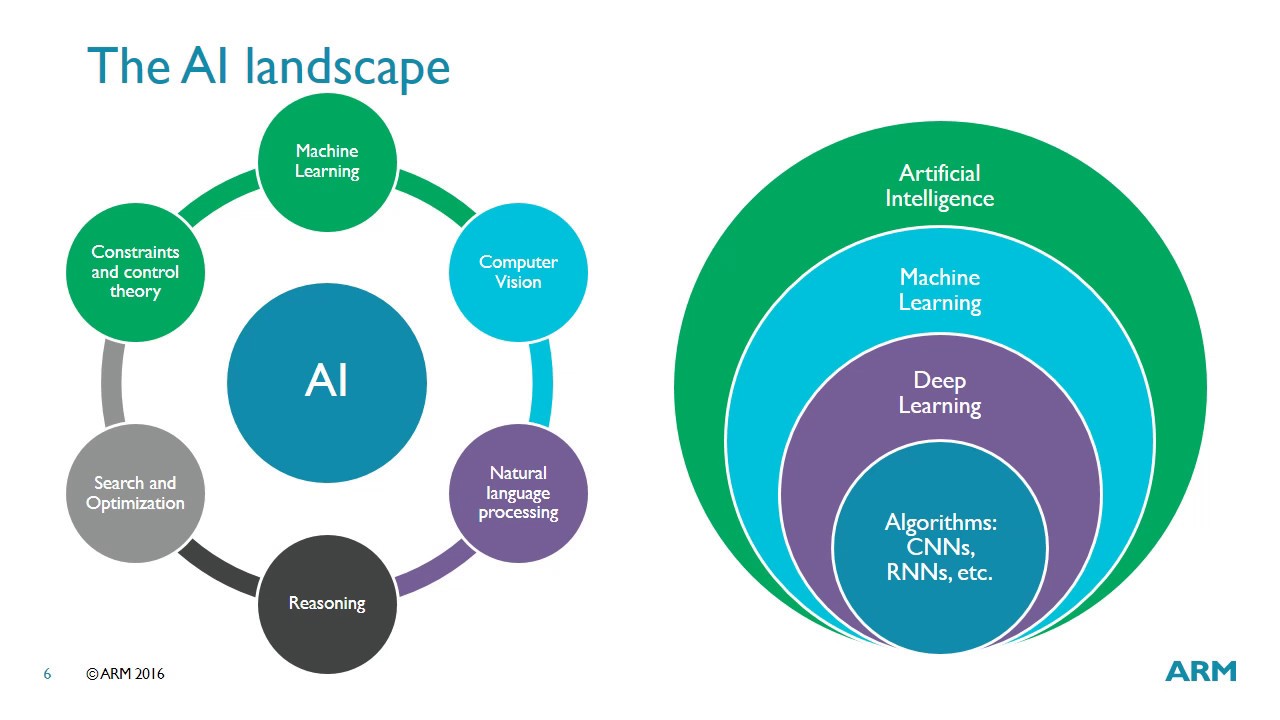 The AI landscape
Machine
Learning
Computer
Vision
Natural
language
processing
Reasoning
Search and
Optimization
Constraints
and control
theory
AI
Artificial
Intelligence
Machine
Learning
Deep
Learning
Algorithms:
CNNs,
RNNs, etc.
6
© ARM 2016
ARM